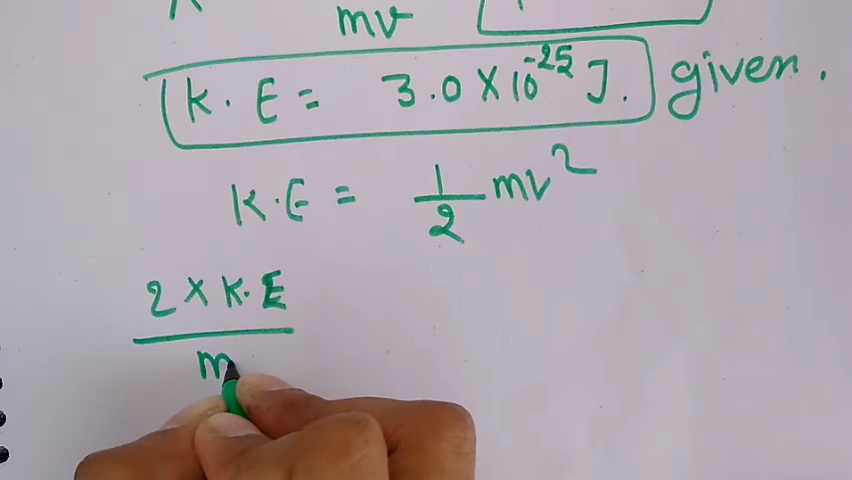 mv
K.E = 3.0 X 10^-25 J. given.
K.E = 1/2 mv^2
2 X K.E
m